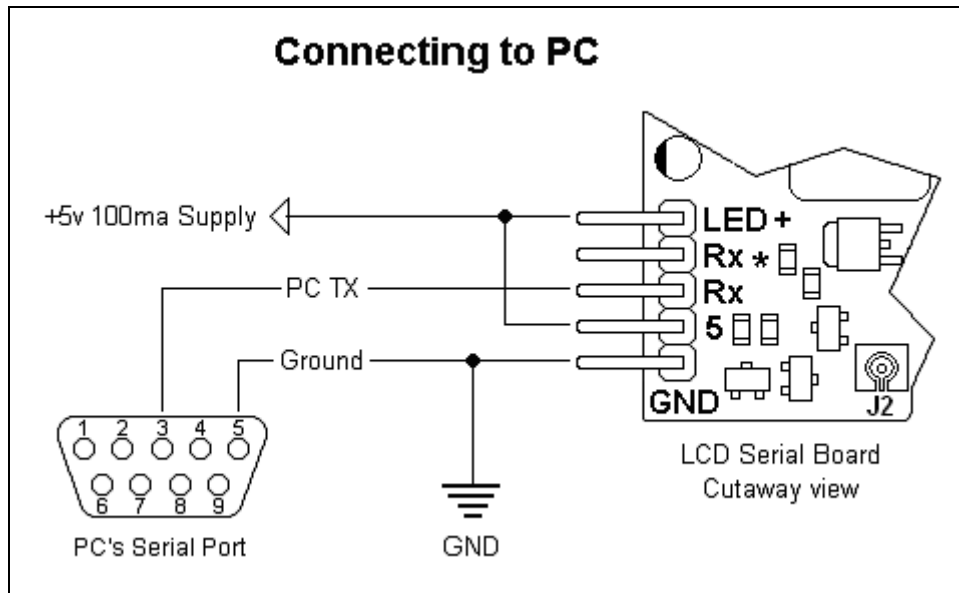 Connecting to PC
+5v 100ma Supply
LED +
Rx *
PC TX
Rx
5
Ground
GND
J2
1 2 3 4 5
6 7 8 9
PC's Serial Port
GND
LCD Serial Board
Cutaway view